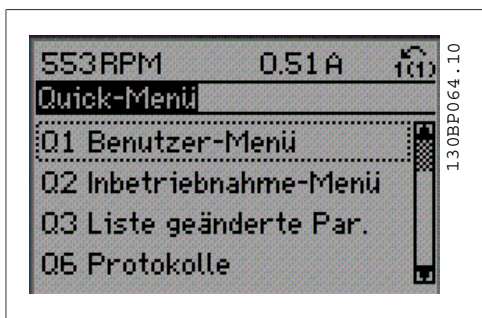 553RPM 0.51 A 1(1)
Quick-Menü
Q1 Benutzer-Menü
Q2 Inbetriebnahme-Menü
Q3 Liste geänderte Par.
Q6 Protokolle
130BP064.10